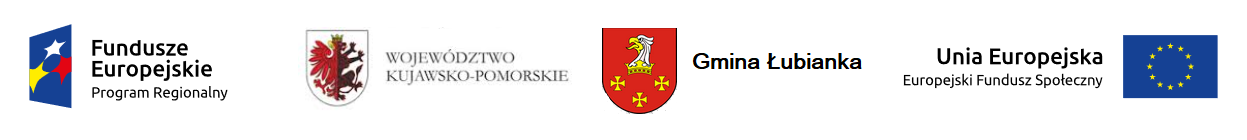 Fundusze
Europejskie
Program Regionalny
WOJEWÓDZTWO
KUJAWSKO-POMORSKIE
Gmina Łubianka
Unia Europejska
Europejski Fundusz Społeczny